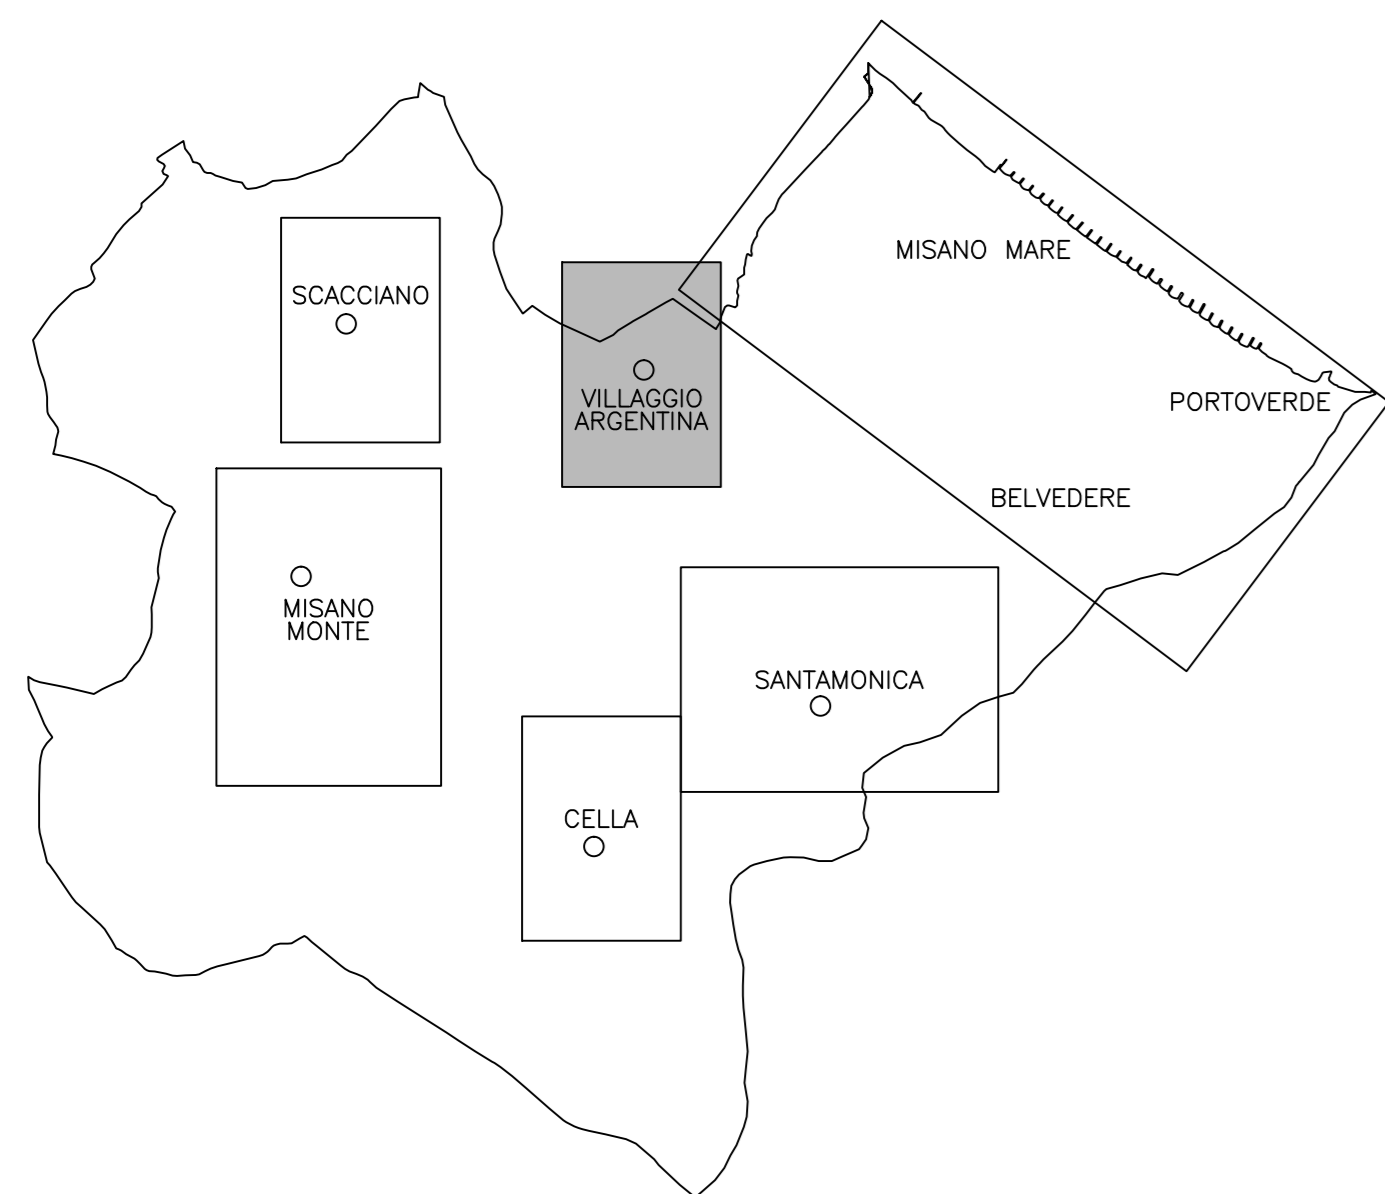 MISANO MARE
SCACCIANO
VILLAGGIO
ARGENTINA
PORTOVERDE
BELVEDERE
MISANO
MONTE
SANTAMONICA
CELLA